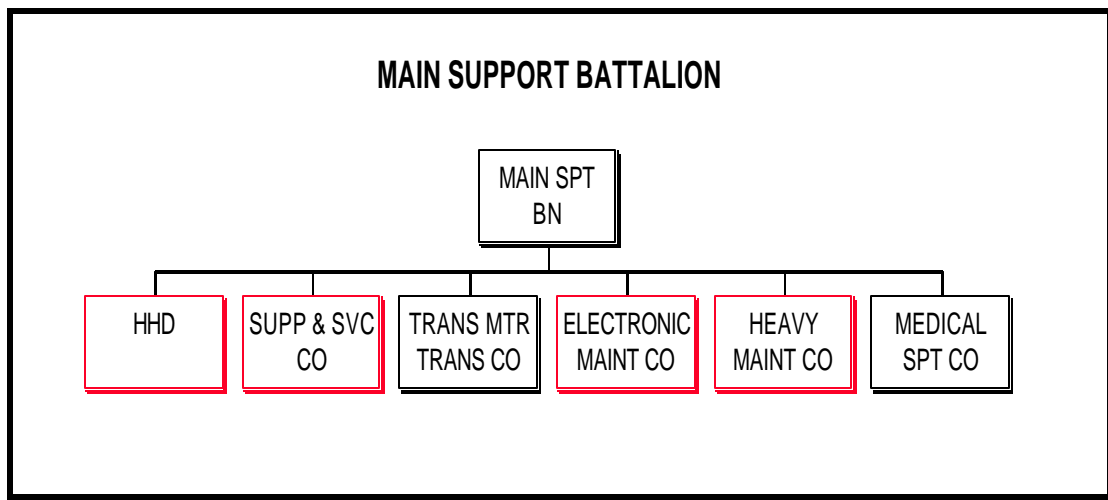 MAIN SUPPORT BATTALION
MAIN SPT
BN
HHD
SUPP & SVC
CO
TRANS MTR
TRANS CO
ELECTRONIC
MAINT CO
HEAVY
MAINT CO
MEDICAL
SPT CO